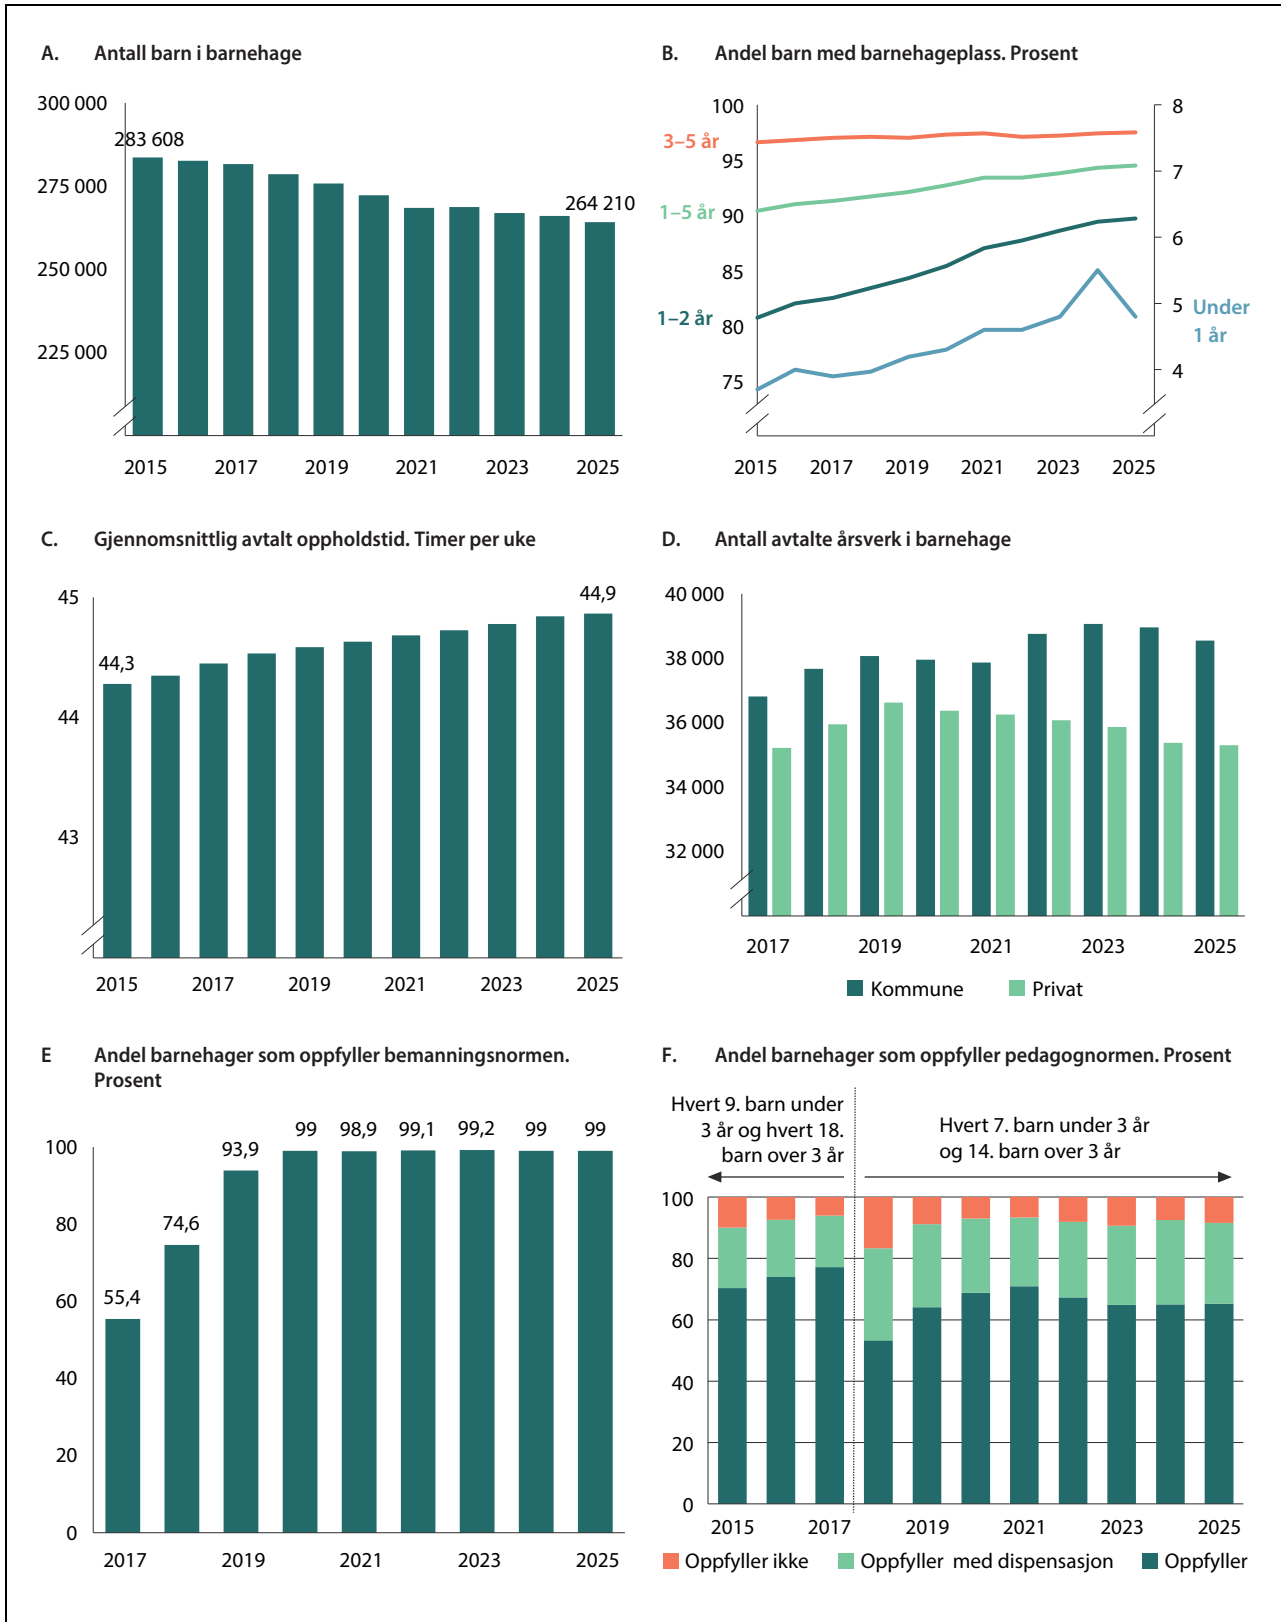 A. Antall barn i barnehage
300 000
283 608
275 000
264 210
250 000
225 000
2015 2017 2019 2021 2023 2025
B. Andel barn med barnehageplass. Prosent
100 8
3–5 år
95
7
1–5 år 90
6
85
1–2 år 80
5 Under
1 år
75 4
2015 2017 2019 2021 2023 2025
C. Gjennomsnittlig avtalt oppholdstid. Timer per uke
45 44,9
44,3
44
43
2015 2017 2019 2021 2023 2025
D. Antall avtalte årsverk i barnehage
40 000
38 000
36 000
34 000
32 000
2017 2019 2021 2023 2025
Kommune Privat
E Andel barnehager som oppfyller bemanningsnormen.
Prosent
99 98,9 99,1 99,2 99 99
100 93,9
80 74,6
60 55,4
40
20
0
2017 2019 2021 2023 2025
F. Andel barnehager som oppfyller pedagognormen. Prosent
Hvert 9. barn under
3 år og hvert 18.
barn over 3 år
Hvert 7. barn under 3 år
og 14. barn over 3 år
100
80
60
40
20
0
2015 2017 2019 2021 2023 2025
Oppfyller ikke Oppfyller med dispensasjon Oppfyller